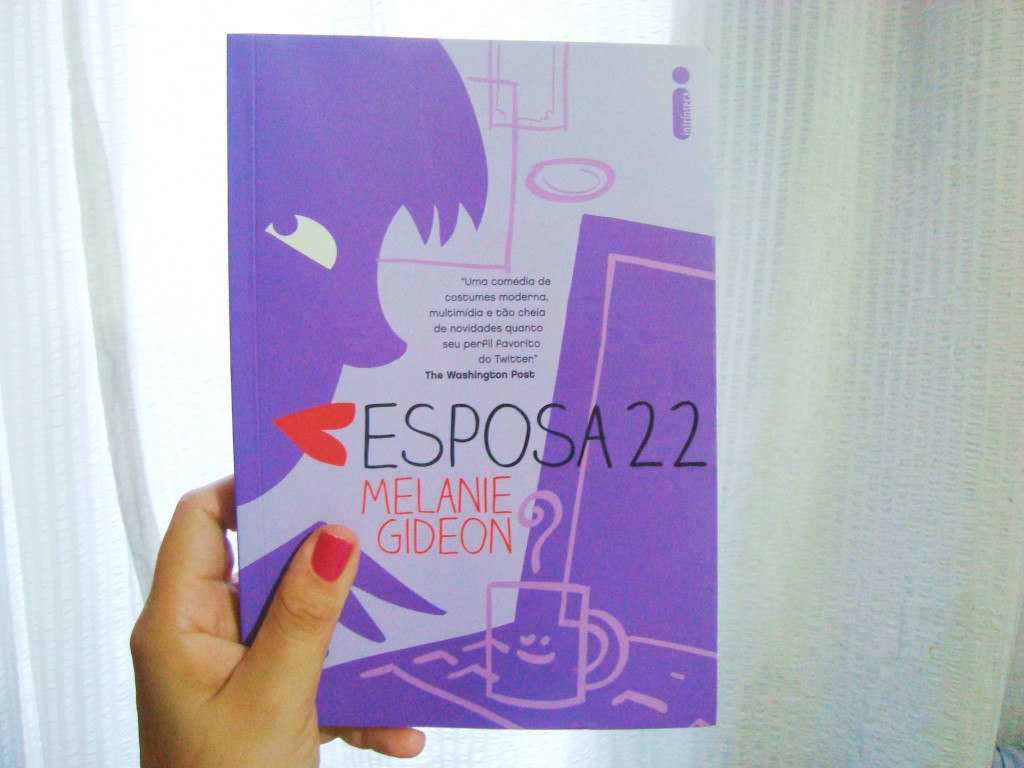 intrínseca
"Uma comédia de
costumes moderna,
multimídia e tão cheia
de novidades quanto
seu perfil favorito
do Twitter."
The Washington Post
ESPOSA 22
MELANIE
GIDEON